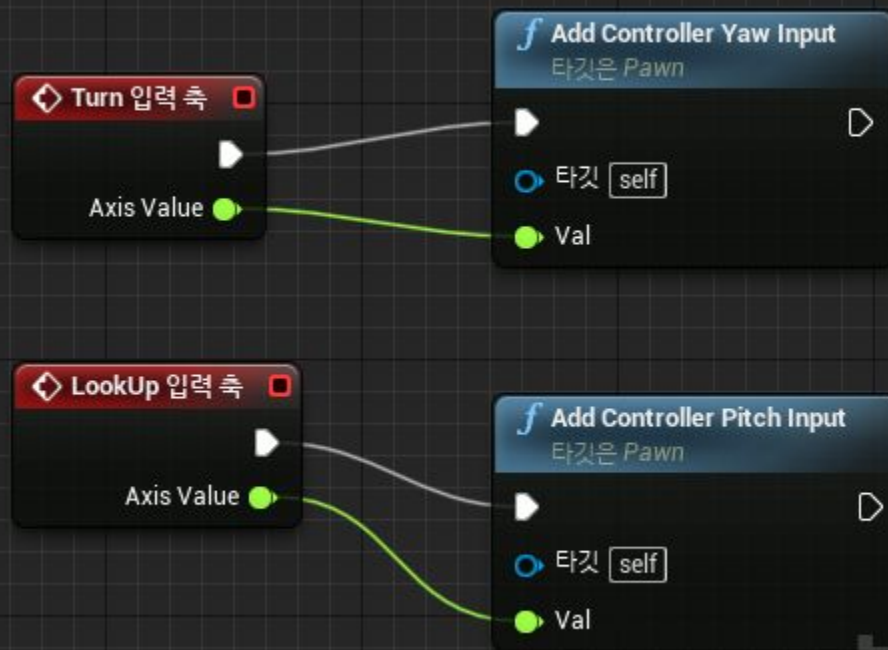 Turn 입력 축
Axis Value
f Add Controller Yaw Input
타깃은 Pawn
타깃 self
Val
LookUp 입력 축
Axis Value
f Add Controller Pitch Input
타깃은 Pawn
타깃 self
Val